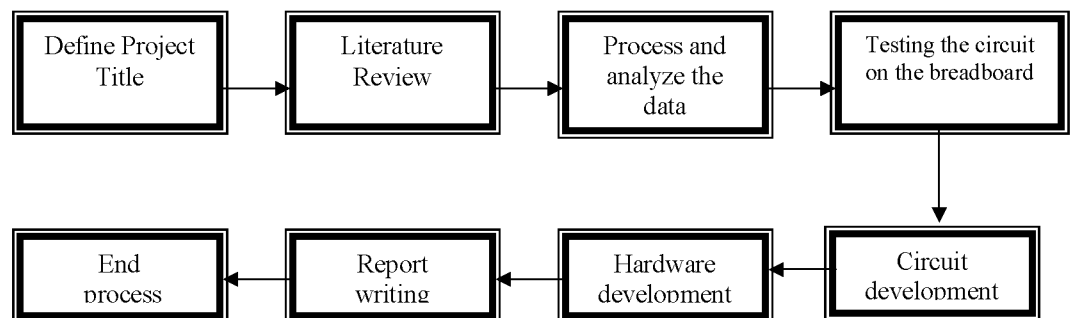 Define Project
Title
Literature
Review
Process and
analyze the
data
Testing the circuit
on the breadboard
Circuit
development
Hardware
development
Report
writing
End
process